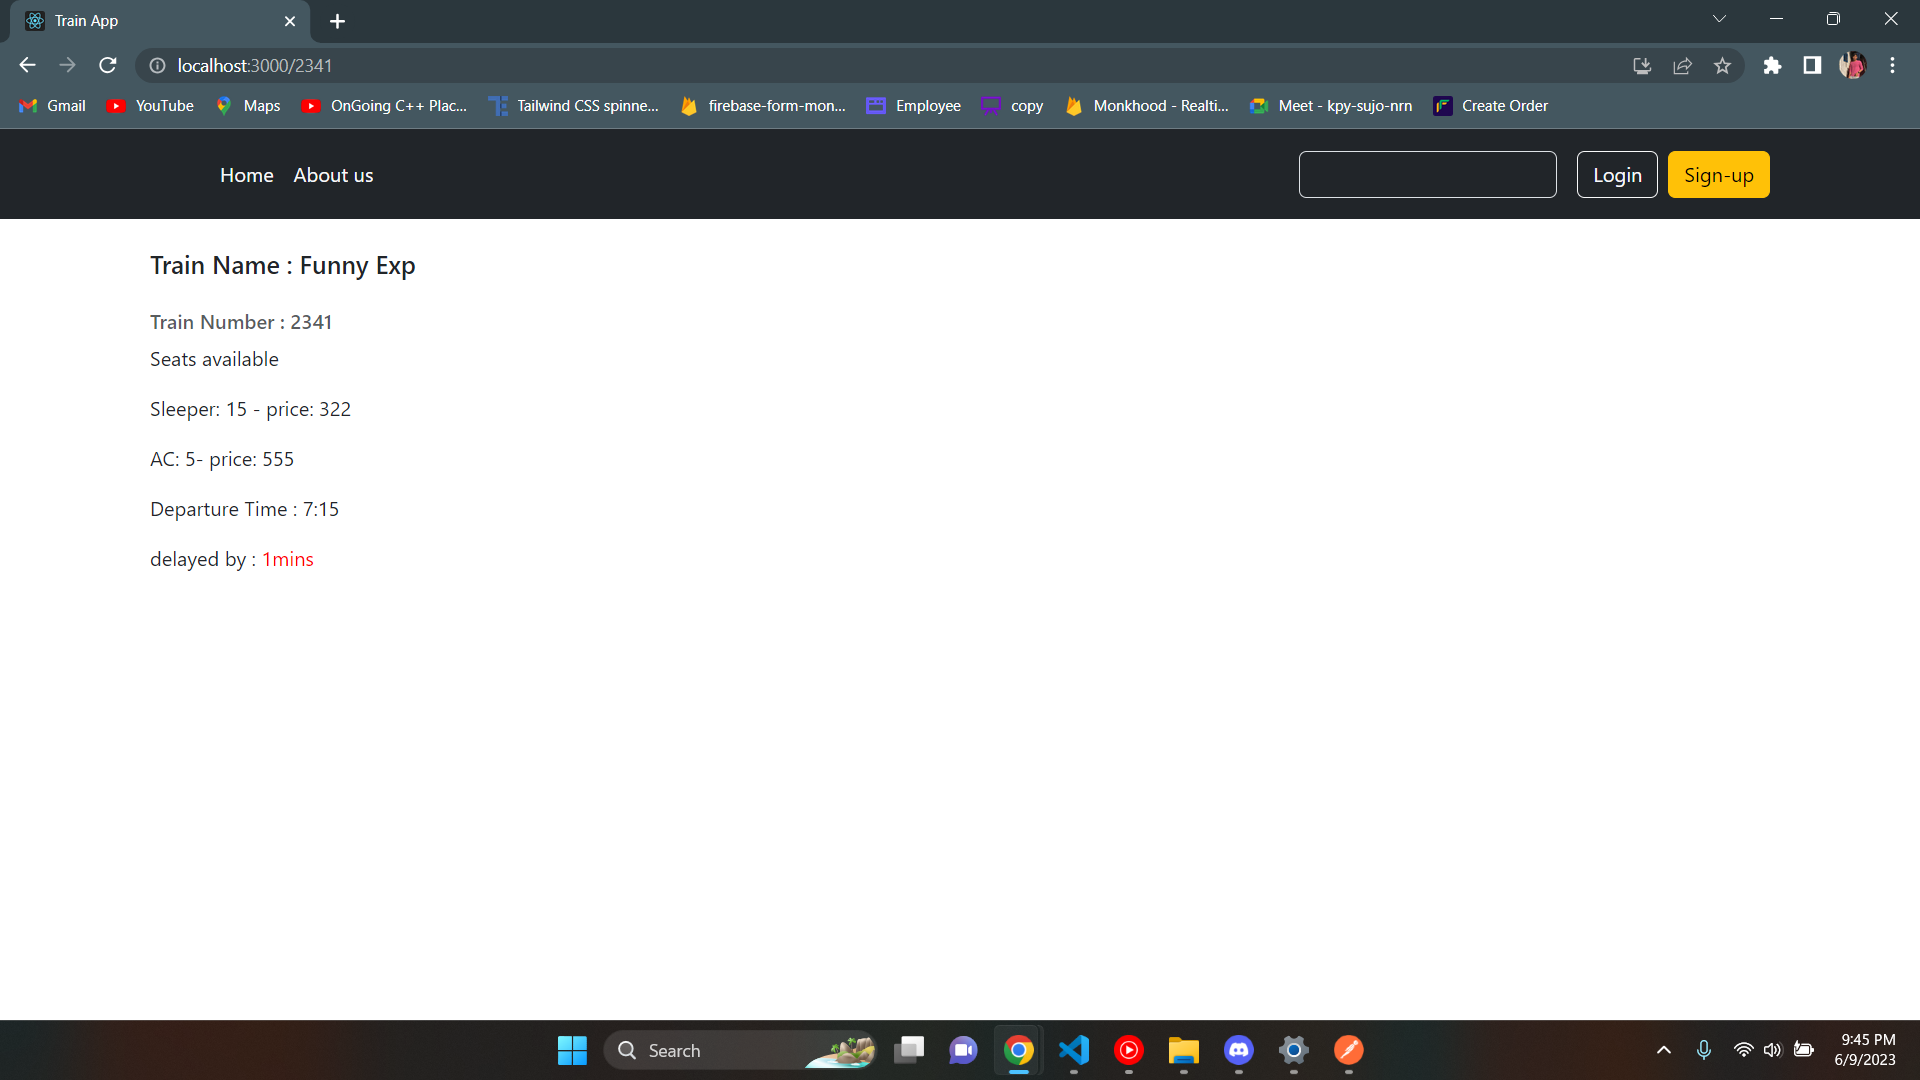 Train App
localhost:3000/2341
Gmail YouTube Maps OnGoing C++ Plac... Tailwind CSS spinne... firebase-form-mon... Employee copy Monkhood - Realti... Meet - kpy-sujo-nrn Create Order
Home About us Login Sign-up
Train Name : Funny Exp
Train Number : 2341
Seats available
Sleeper: 15 - price: 322
AC: 5- price: 555
Departure Time : 7:15
delayed by : 1mins
Search
9:45 PM
6/9/2023